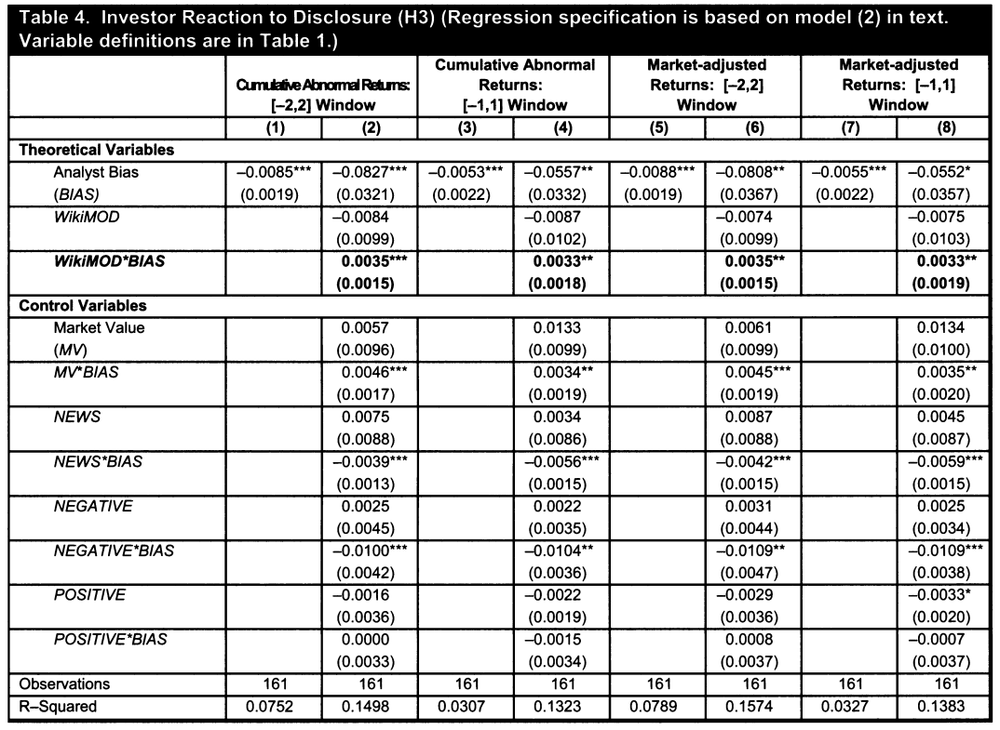 Table 4. Investor Reaction to Disclosure (H3) (Regression specification is based on model (2) in text.
Variable definitions are in Table 1.)
Cumulative Abnormal Returns: [–2,2] Window
Cumulative Abnormal Returns: [–1,1] Window
Market-adjusted Returns: [–2,2] Window
Market-adjusted Returns: [–1,1] Window
(1) (2) (3) (4) (5) (6) (7) (8)
Theoretical Variables
Analyst Bias –0.0085*** –0.0827*** –0.0053*** –0.0557** –0.0088*** –0.0808** –0.0055*** –0.0552*
(BIAS) (0.0019) (0.0321) (0.0022) (0.0332) (0.0019) (0.0367) (0.0022) (0.0357)
WikiMOD –0.0084 –0.0087 –0.0074 –0.0075
(0.0099) (0.0102) (0.0099) (0.0103)
WikiMOD*BIAS 0.0035*** 0.0033** 0.0035** 0.0033**
(0.0015) (0.0018) (0.0015) (0.0019)
Control Variables
Market Value 0.0057 0.0133 0.0061 0.0134
(MV) (0.0096) (0.0099) (0.0099) (0.0100)
MV*BIAS 0.0046*** 0.0034** 0.0045*** 0.0035**
(0.0017) (0.0019) (0.0019) (0.0020)
NEWS 0.0075 0.0034 0.0087 0.0045
(0.0088) (0.0086) (0.0088) (0.0087)
NEWS*BIAS –0.0039*** –0.0056*** –0.0042*** –0.0059***
(0.0013) (0.0015) (0.0015) (0.0015)
NEGATIVE 0.0025 0.0022 0.0031 0.0025
(0.0045) (0.0035) (0.0044) (0.0034)
NEGATIVE*BIAS –0.0100*** –0.0104** –0.0109** –0.0109***
(0.0042) (0.0036) (0.0047) (0.0038)
POSITIVE –0.0016 –0.0022 –0.0029 –0.0033*
(0.0036) (0.0019) (0.0036) (0.0020)
POSITIVE*BIAS 0.0000 –0.0015 0.0008 –0.0007
(0.0033) (0.0034) (0.0037) (0.0037)
Observations 161 161 161 161 161 161 161 161
R–Squared 0.0752 0.1498 0.0307 0.1323 0.0789 0.1574 0.0327 0.1383